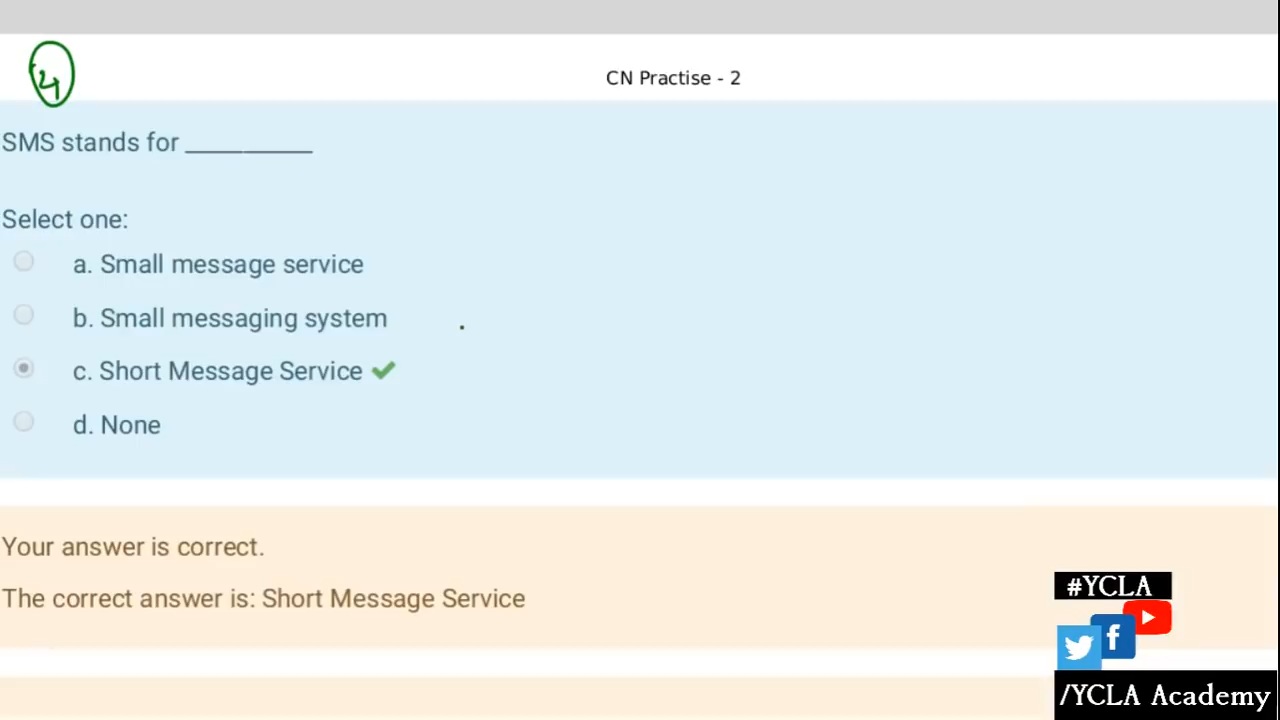 4
CN Practise - 2
SMS stands for __________
Select one:
a. Small message service
b. Small messaging system
c. Short Message Service
d. None
Your answer is correct.
The correct answer is: Short Message Service
#YCLA
f
/YCLA Academy